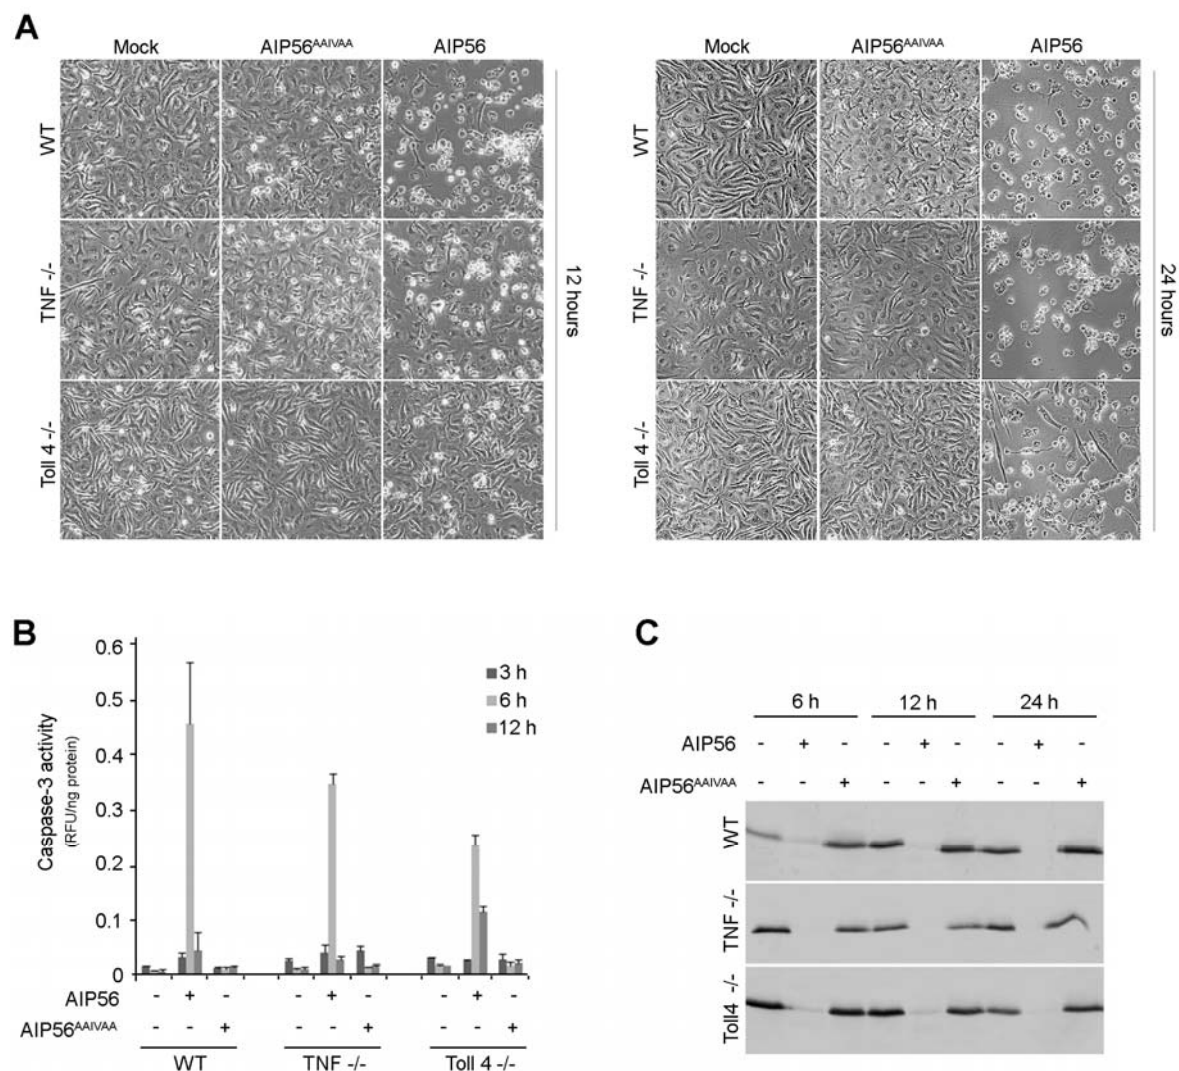 A
Mock AIP56AAIVAA AIP56
WT
TNF -/-
Toll 4 -/-
12 hours
Mock AIP56AAIVAA AIP56
WT
TNF -/-
Toll 4 -/-
24 hours
B
Caspase-3 activity
(RFU/ng protein)
0.6
0.5
0.4
0.3
0.2
0.1
0
3 h
6 h
12 h
AIP56 - + - - + - - + -
AIP56AAIVAA - - + - - + - - +
WT TNF -/- Toll 4 -/-
C
6 h 12 h 24 h
AIP56 - + - - + - - + -
AIP56AAIVAA - - + - - + - - +
WT
TNF -/-
Toll4 -/-